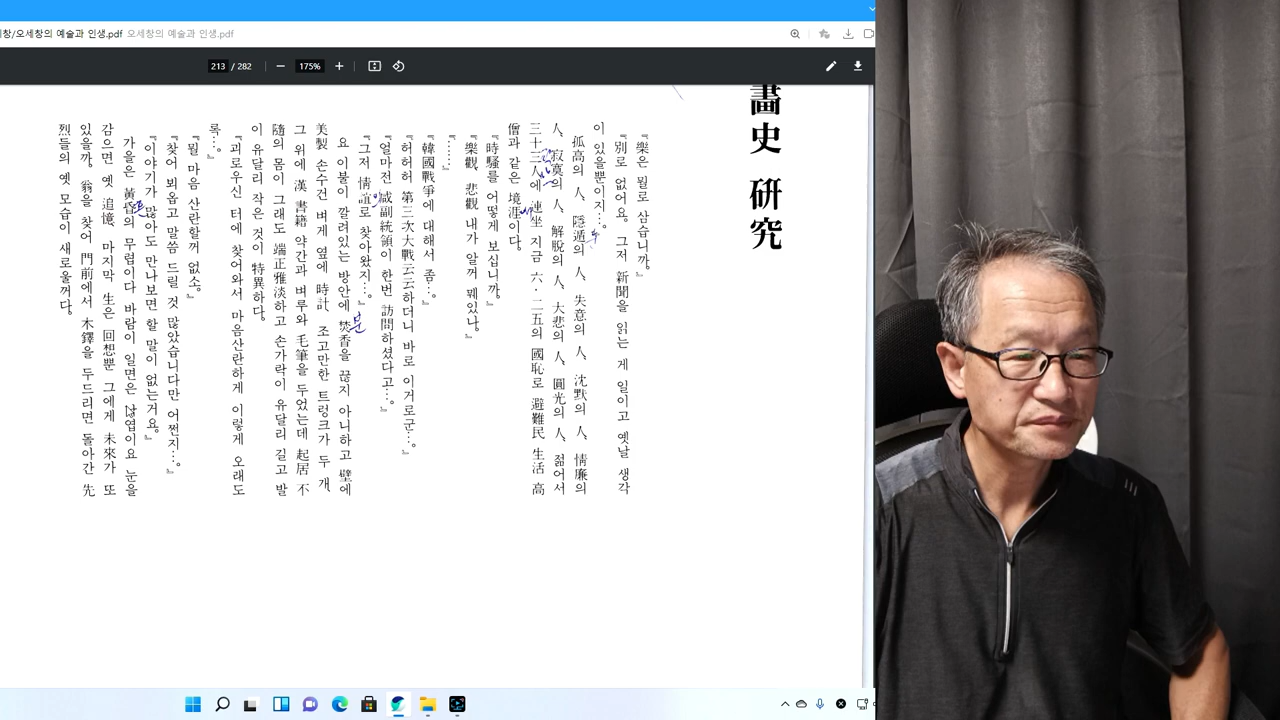 세창/오세창의 예술과 인생.pdf 오세창의 예술과 인생.pdf
213 / 282
175%
畵史 硏究
『樂은 뭘로 삼습니까。』
『別로 없어요。그저 新聞을 읽는 게 일이고 옛날 생각
이 있을뿐이지…。
孤高의 人、隱遁의 人、失意의 人、沈默의 人、情廉의
人、寂寞의 人、解脫의 人、大悲의 人、圓光의 人、젊어서
三十三人에 連坐 지금 六・二五의 國恥로 避難民 生活 高
僧과 같은 境涯이다。
『時騷를 어떻게 보십니까。』
『樂觀、悲觀 내가 알꺼 뭬있나。』
『……』
『韓國戰爭에 대해서 좀…。』
『허허허 第三次大戰云云하더니 바로 이거로군…。』
『얼마전 咸副統領이 한번 訪問하셨다고…。』
『그저 情誼로 찾아왔지…。』
요 이불이 깔려있는 방안에 焚香을 끊지 아니하고 壁에
美製 손수건 벼게 옆에 時計、조고만한 트렁크가 두 개、
그 위에 漢 書籍 약간과 벼루와 毛筆을 두었는데 起居 不
隨의 몸이 그래도 端正雅淡하고 손가락이 유달리 길고 발
이 유달리 작은 것이 特異하다。
『괴로우신 터에 찾어와서 마음산란하게 이렇게 오래도
록…。』
『뭘 마음 산란할꺼 없소。』
『찾어 뵈옵고 말씀 드릴 것 많았습니다만 어쩐지…。』
『이야기가 많아도 만나보면 할 말이 없는거요。』
가을은 黃昏의 무렵이다 바람이 일면은 낡엽이요 눈을
감으면 옛 追憶、마지막 生은 回想뿐 그에게 未來가 또
있을까。翁을 찾어 門前에서 木鐸을 두드리면 돌아간 先
烈들의 옛 모습이 새로울꺼다。
둔
혼
분